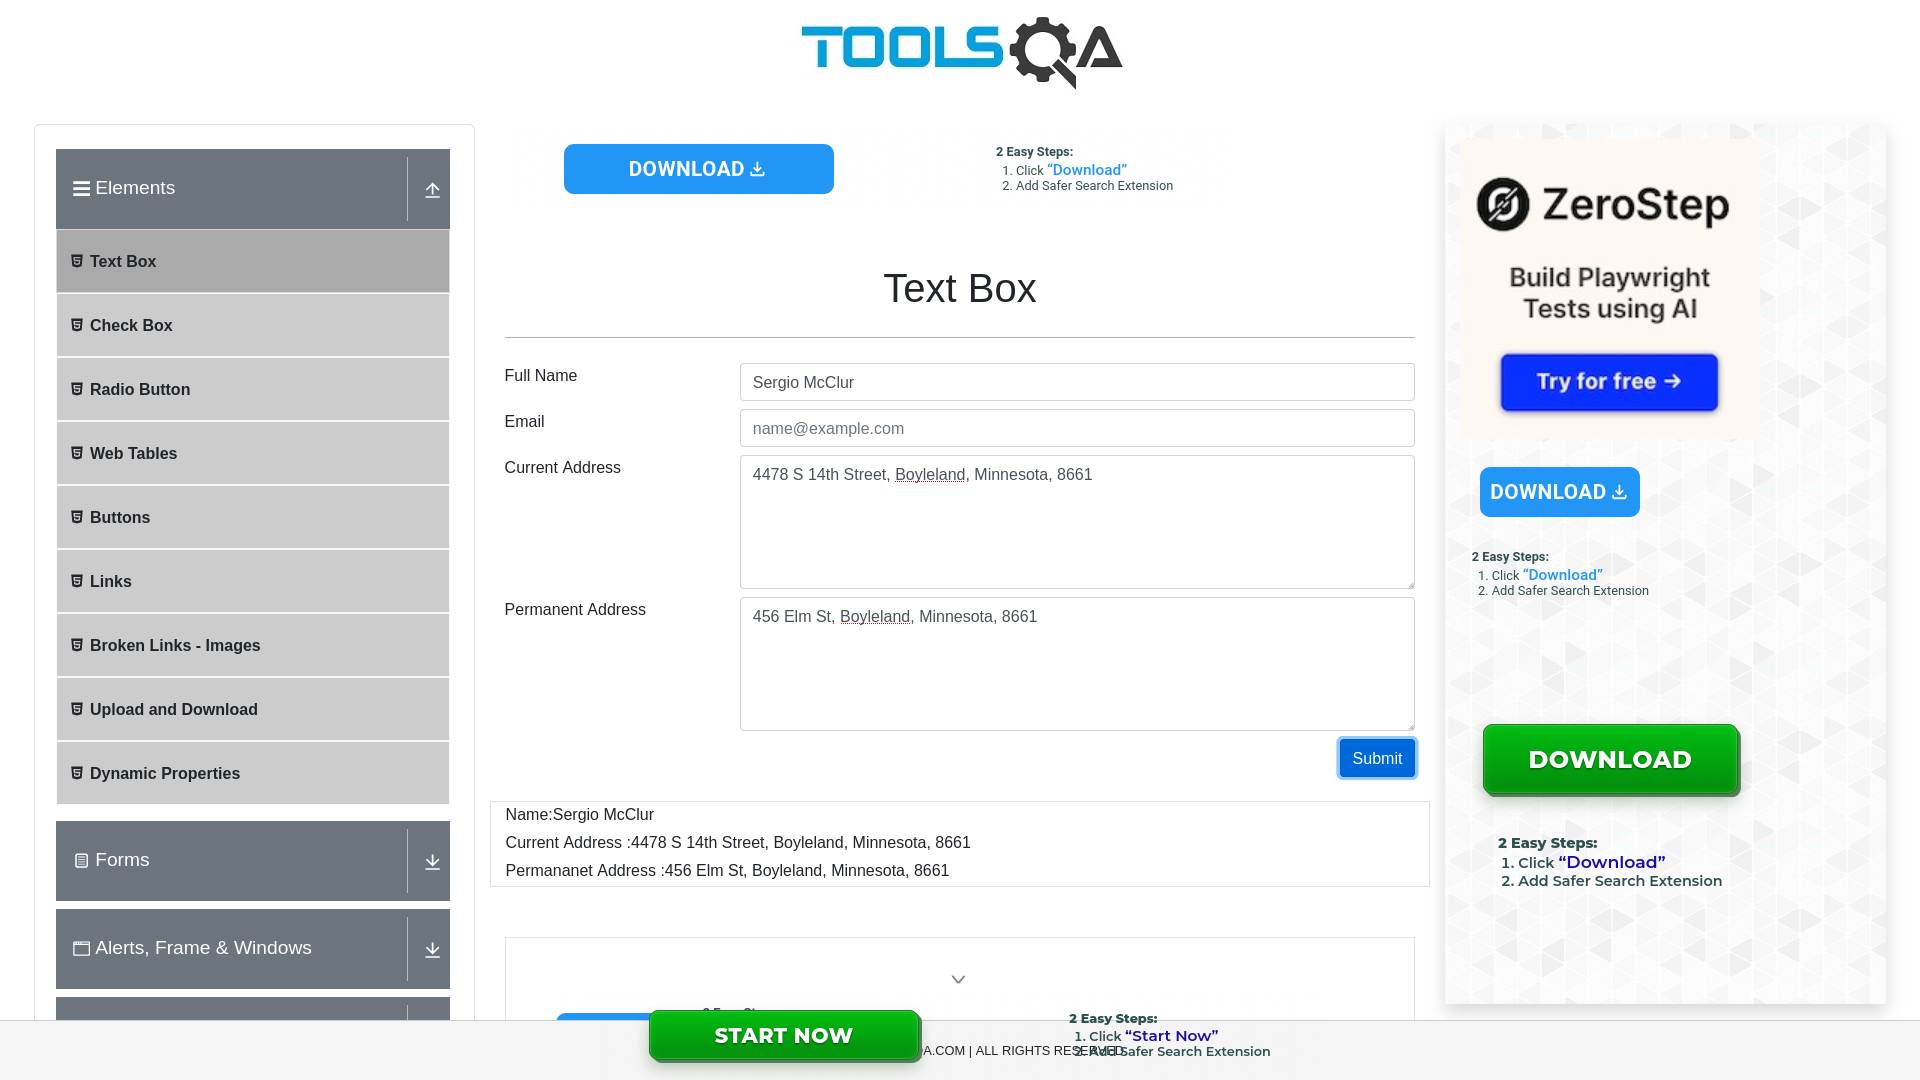 TOOLSQA
Elements
Text Box
Check Box
Radio Button
Web Tables
Buttons
Links
Broken Links - Images
Upload and Download
Dynamic Properties
Forms
Alerts, Frame & Windows
DOWNLOAD
2 Easy Steps:
1. Click “Download”
2. Add Safer Search Extension
Text Box
Full Name
Sergio McClur
Email
name@example.com
Current Address
4478 S 14th Street, Boyleland, Minnesota, 8661
Permanent Address
456 Elm St, Boyleland, Minnesota, 8661
Submit
Name:Sergio McClur
Current Address :4478 S 14th Street, Boyleland, Minnesota, 8661
Permananet Address :456 Elm St, Boyleland, Minnesota, 8661
ZeroStep
Build Playwright
Tests using AI
Try for free →
DOWNLOAD
2 Easy Steps:
1. Click “Download”
2. Add Safer Search Extension
DOWNLOAD
2 Easy Steps:
1. Click “Download”
2. Add Safer Search Extension
START NOW
2 Easy Steps:
1. Click “Start Now”
2. Add Safer Search Extension
QA.COM | ALL RIGHTS RESERVED.